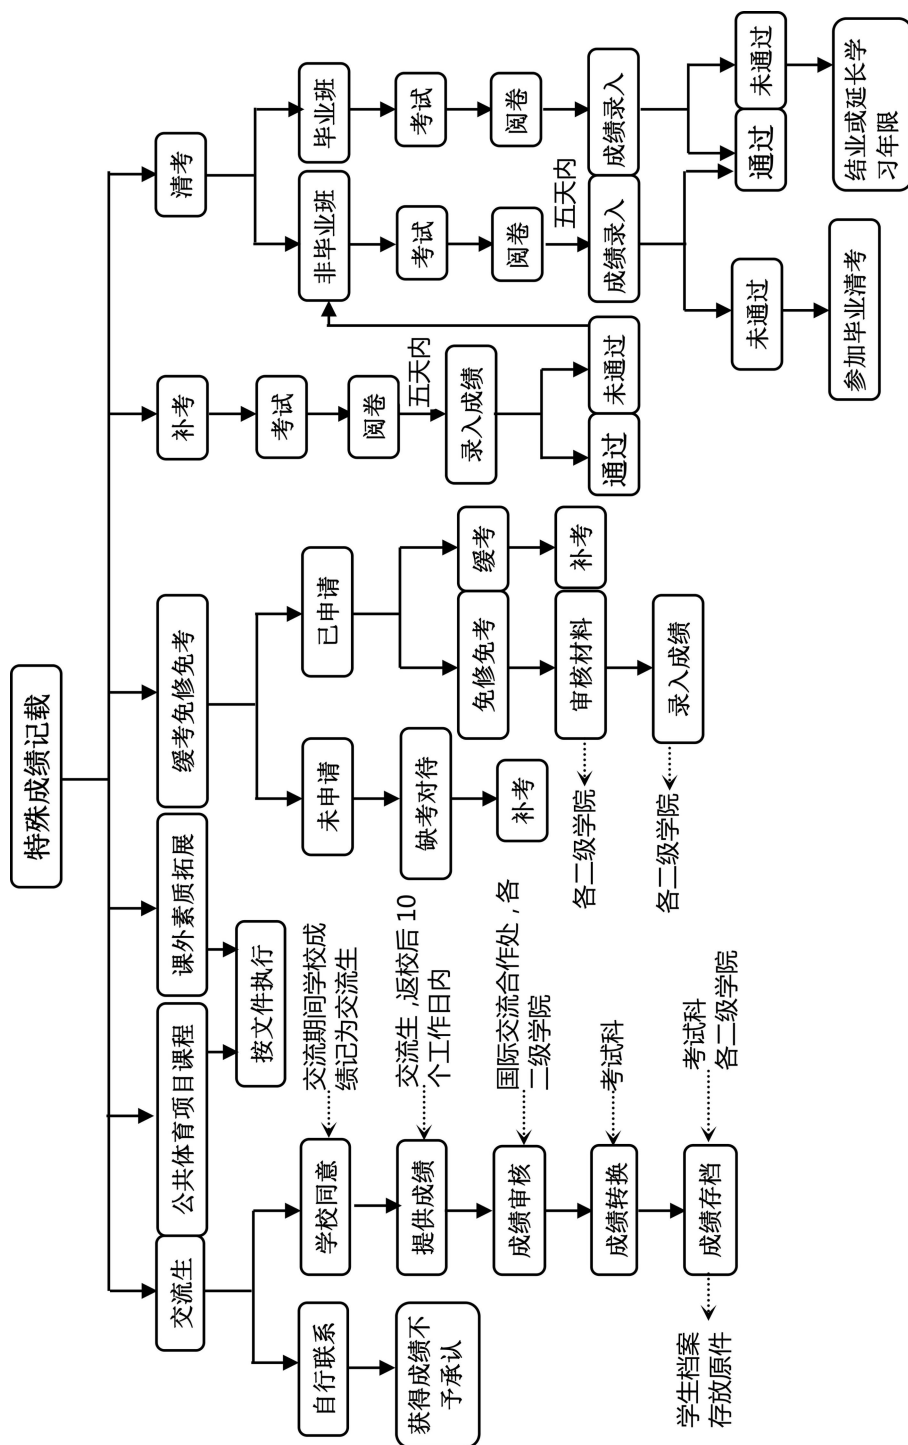 特殊成绩记载
交流生
公共体育项目课程
课外素质拓展
缓考免修免考
补考
清考
按文件执行
自行联系
获得成绩不
予承认
学校同意
交流期间学校成
绩记为交流生
提供成绩
交流生,返校后 10
个工作日内
成绩审核
国际交流合作处,各
二级学院
成绩转换
考试科
成绩存档
考试科
各二级学院
学生档案
存放原件
未申请
缺考对待
补考
已申请
免修免考
审核材料
各二级学院
录入成绩
各二级学院
缓考
补考
考试
阅卷
五天内
录入成绩
通过
未通过
非毕业班
考试
阅卷
五天内
成绩录入
未通过
参加毕业清考
毕业班
考试
阅卷
成绩录入
通过
未通过
结业或延长学
习年限